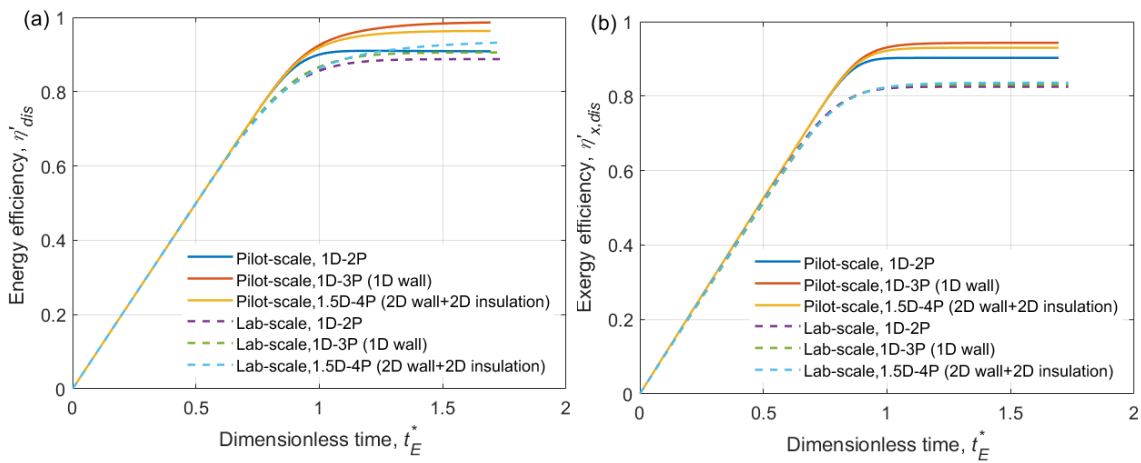 (a)
1
0.8
0.6
0.4
0.2
0
Energy efficiency, η′dis
Pilot-scale, 1D-2P
Pilot-scale,1D-3P (1D wall)
Pilot-scale,1.5D-4P (2D wall+2D insulation)
Lab-scale, 1D-2P
Lab-scale,1D-3P (1D wall)
Lab-scale,1.5D-4P (2D wall+2D insulation)
0 0.5 1 1.5 2
Dimensionless time, t*E
(b)
1
0.8
0.6
0.4
0.2
0
Exergy efficiency, η′x,dis
Pilot-scale, 1D-2P
Pilot-scale,1D-3P (1D wall)
Pilot-scale,1.5D-4P (2D wall+2D insulation)
Lab-scale, 1D-2P
Lab-scale,1D-3P (1D wall)
Lab-scale,1.5D-4P (2D wall+2D insulation)
0 0.5 1 1.5 2
Dimensionless time, t*E